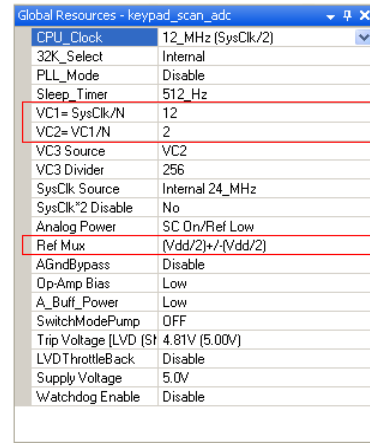 Global Resources - keypad_scan_adc
CPU_Clock 12_MHz (SysClk/2)
32K_Select Internal
PLL_Mode Disable
Sleep_Timer 512_Hz
VC1= SysClk/N 12
VC2= VC1/N 2
VC3 Source VC2
VC3 Divider 256
SysClk Source Internal 24_MHz
SysClk*2 Disable No
Analog Power SC On/Ref Low
Ref Mux (Vdd/2)+/-(Vdd/2)
AGndBypass Disable
Op-Amp Bias Low
A_Buff_Power Low
SwitchModePump OFF
Trip Voltage [LVD (SM 4.81V (5.00V)
LVDThrottleBack Disable
Supply Voltage 5.0V
Watchdog Enable Disable